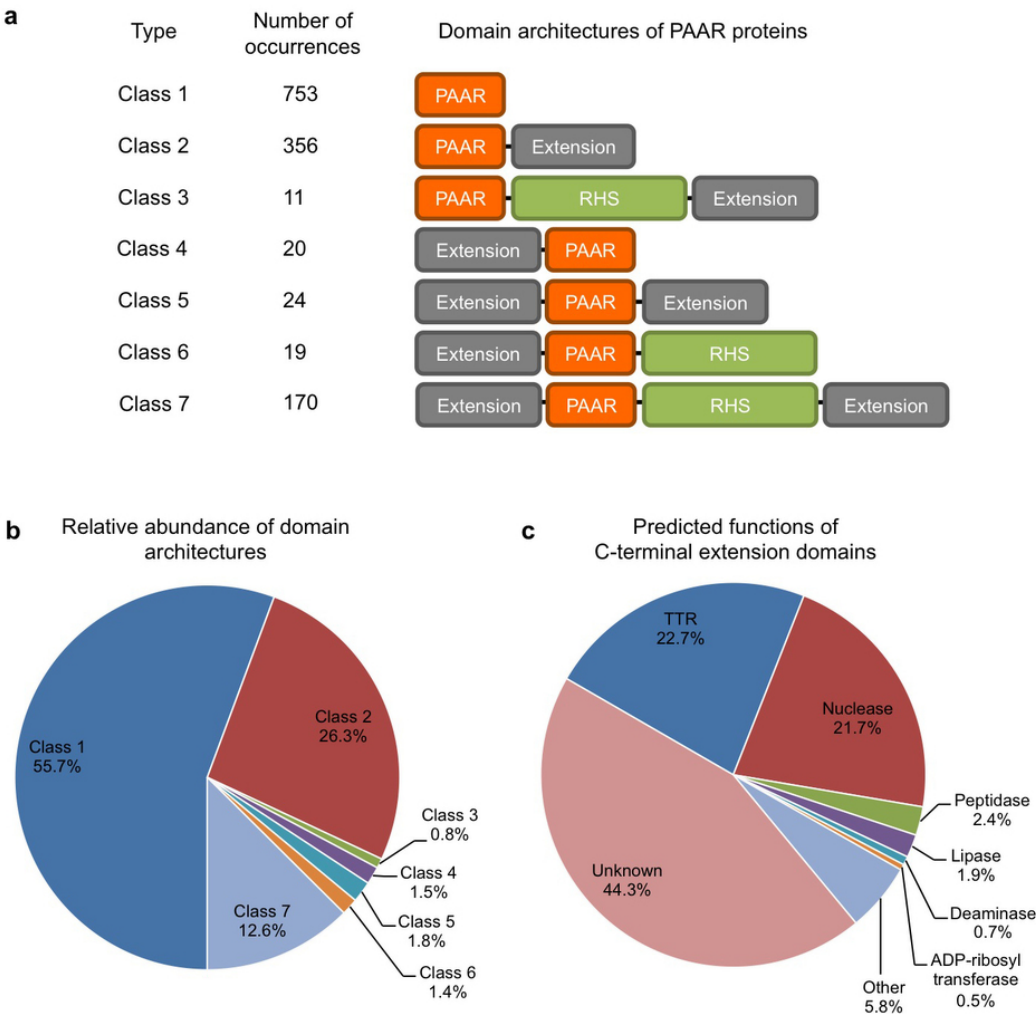 a
Type
Number of
occurrences
Domain architectures of PAAR proteins
Class 1
753
PAAR
Class 2
356
PAAR
Extension
Class 3
11
PAAR
RHS
Extension
Class 4
20
Extension
PAAR
Class 5
24
Extension
PAAR
Extension
Class 6
19
Extension
PAAR
RHS
Class 7
170
Extension
PAAR
RHS
Extension
b
Relative abundance of domain
architectures
Class 1
55.7%
Class 2
26.3%
Class 3
0.8%
Class 4
1.5%
Class 5
1.8%
Class 6
1.4%
Class 7
12.6%
c
Predicted functions of
C-terminal extension domains
TTR
22.7%
Nuclease
21.7%
Peptidase
2.4%
Lipase
1.9%
Deaminase
0.7%
ADP-ribosyl
transferase
0.5%
Other
5.8%
Unknown
44.3%